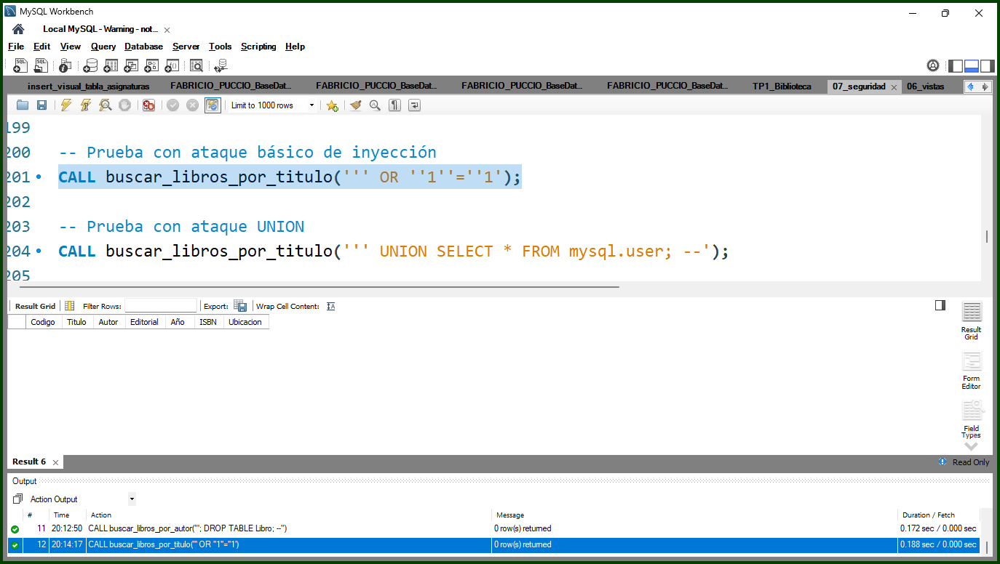 MySQL Workbench
Local MySQL - Warning - not...
File Edit View Query Database Server Tools Scripting Help
insert_visual_tabla_asignaturas FABRICIO_PUCCIO_BaseDat... FABRICIO_PUCCIO_BaseDat... FABRICIO_PUCCIO_BaseDat... FABRICIO_PUCCIO_BaseDat... TP1_Biblioteca 07_seguridad 06_vistas
Limit to 1000 rows
199
200 -- Prueba con ataque básico de inyección
201 CALL buscar_libros_por_titulo(''' OR ''1''=''1');
202
203 -- Prueba con ataque UNION
204 CALL buscar_libros_por_titulo(''' UNION SELECT * FROM mysql.user; --');
205
Result Grid Filter Rows: Export: Wrap Cell Content:
Codigo Titulo Autor Editorial Año ISBN Ubicacion
Result Grid
Form Editor
Field Types
Result 6 Read Only
Output
Action Output
# Time Action Message Duration / Fetch
11 20:12:50 CALL buscar_libros_por_autor('''; DROP TABLE Libro; --') 0 row(s) returned 0.172 sec / 0.000 sec
12 20:14:17 CALL buscar_libros_por_titulo(''' OR ''1''=''1') 0 row(s) returned 0.188 sec / 0.000 sec